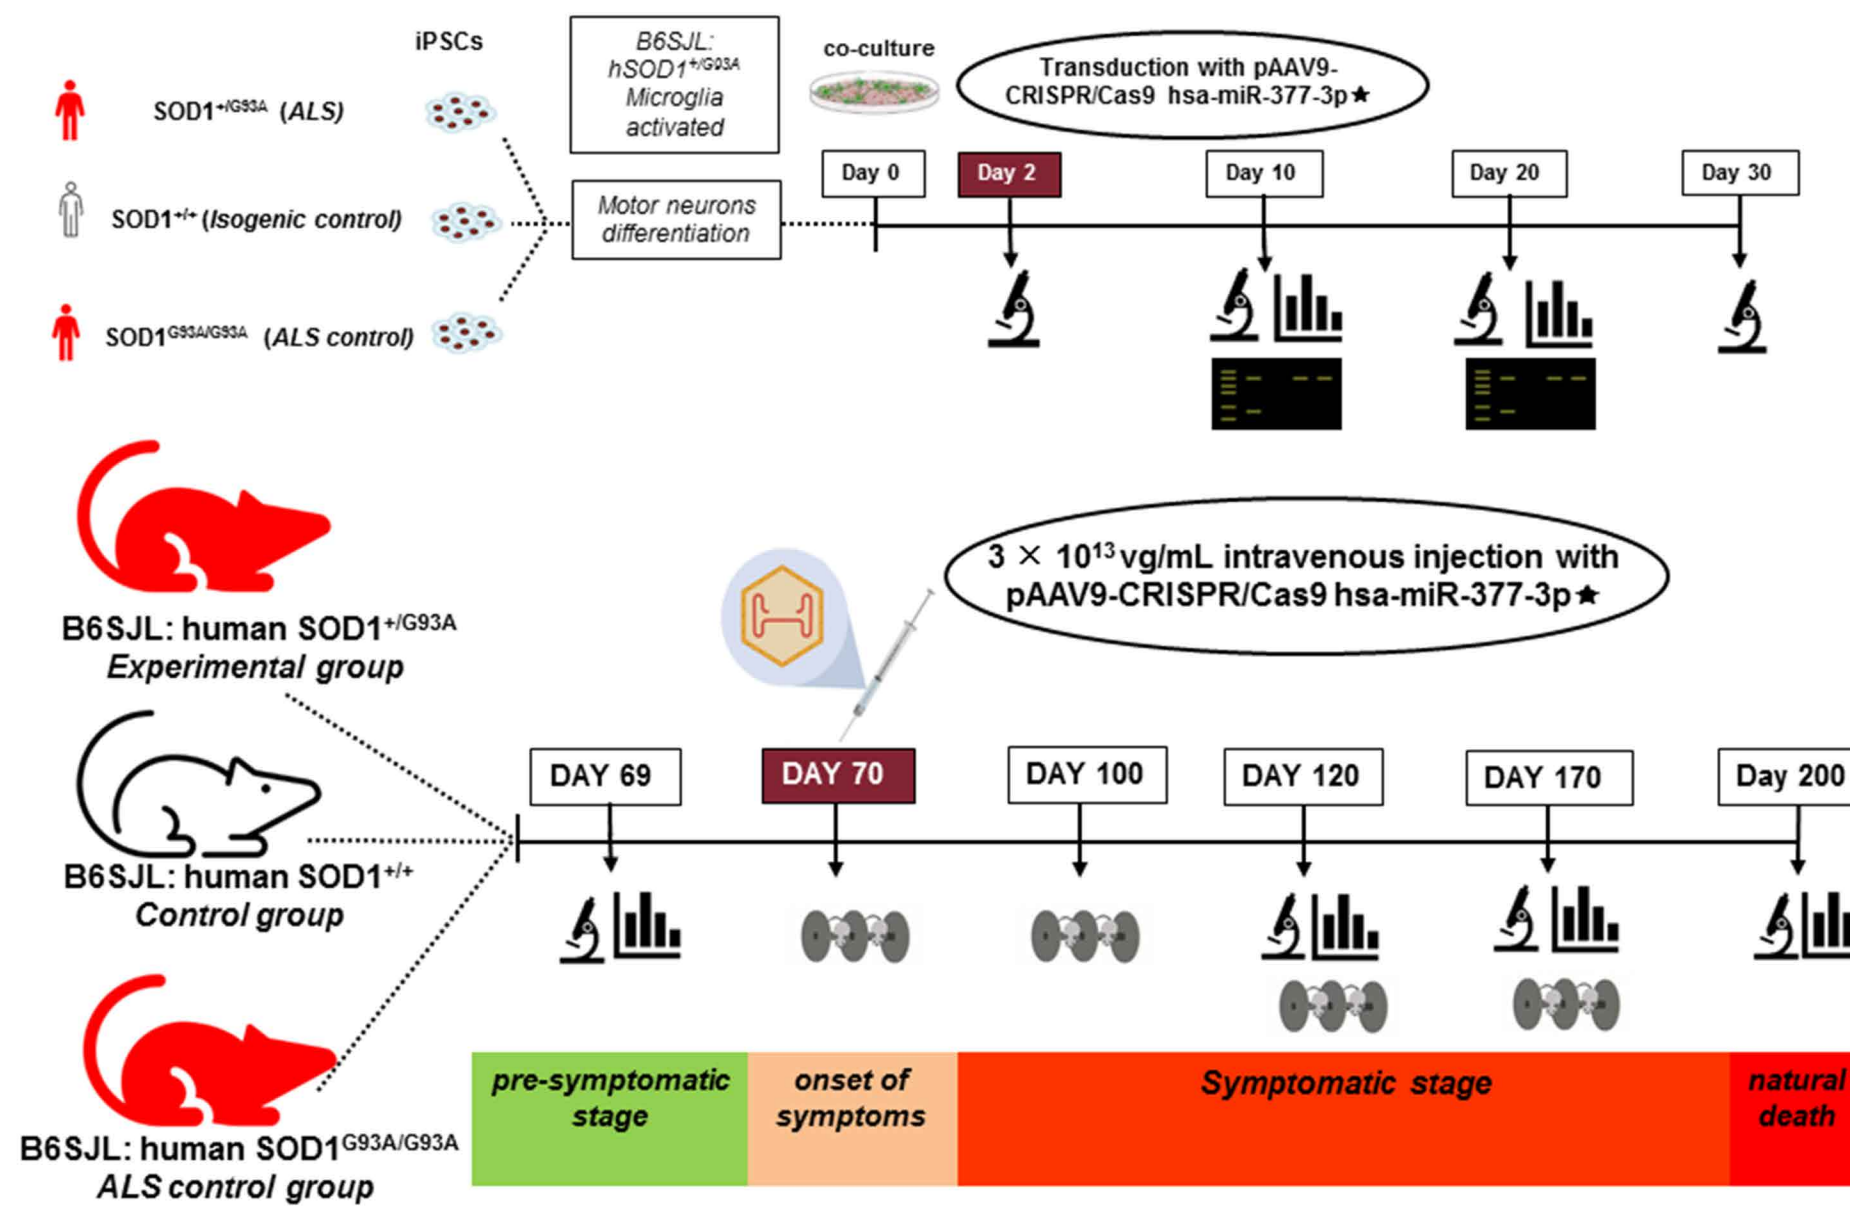 iPSCs
SOD1+/G93A (ALS)
SOD1+/+ (Isogenic control)
SOD1G93A/G93A (ALS control)
B6SJL:
hSOD1+/G93A
Microglia
activated
Motor neurons
differentiation
co-culture
Transduction with pAAV9-
CRISPR/Cas9 hsa-miR-377-3p★
Day 0
Day 2
Day 10
Day 20
Day 30
B6SJL: human SOD1+/G93A
Experimental group
B6SJL: human SOD1+/+
Control group
B6SJL: human SOD1G93A/G93A
ALS control group
3 × 10¹³ vg/mL intravenous injection with
pAAV9-CRISPR/Cas9 hsa-miR-377-3p★
DAY 69
DAY 70
DAY 100
DAY 120
DAY 170
Day 200
pre-symptomatic
stage
onset of
symptoms
Symptomatic stage
natural
death